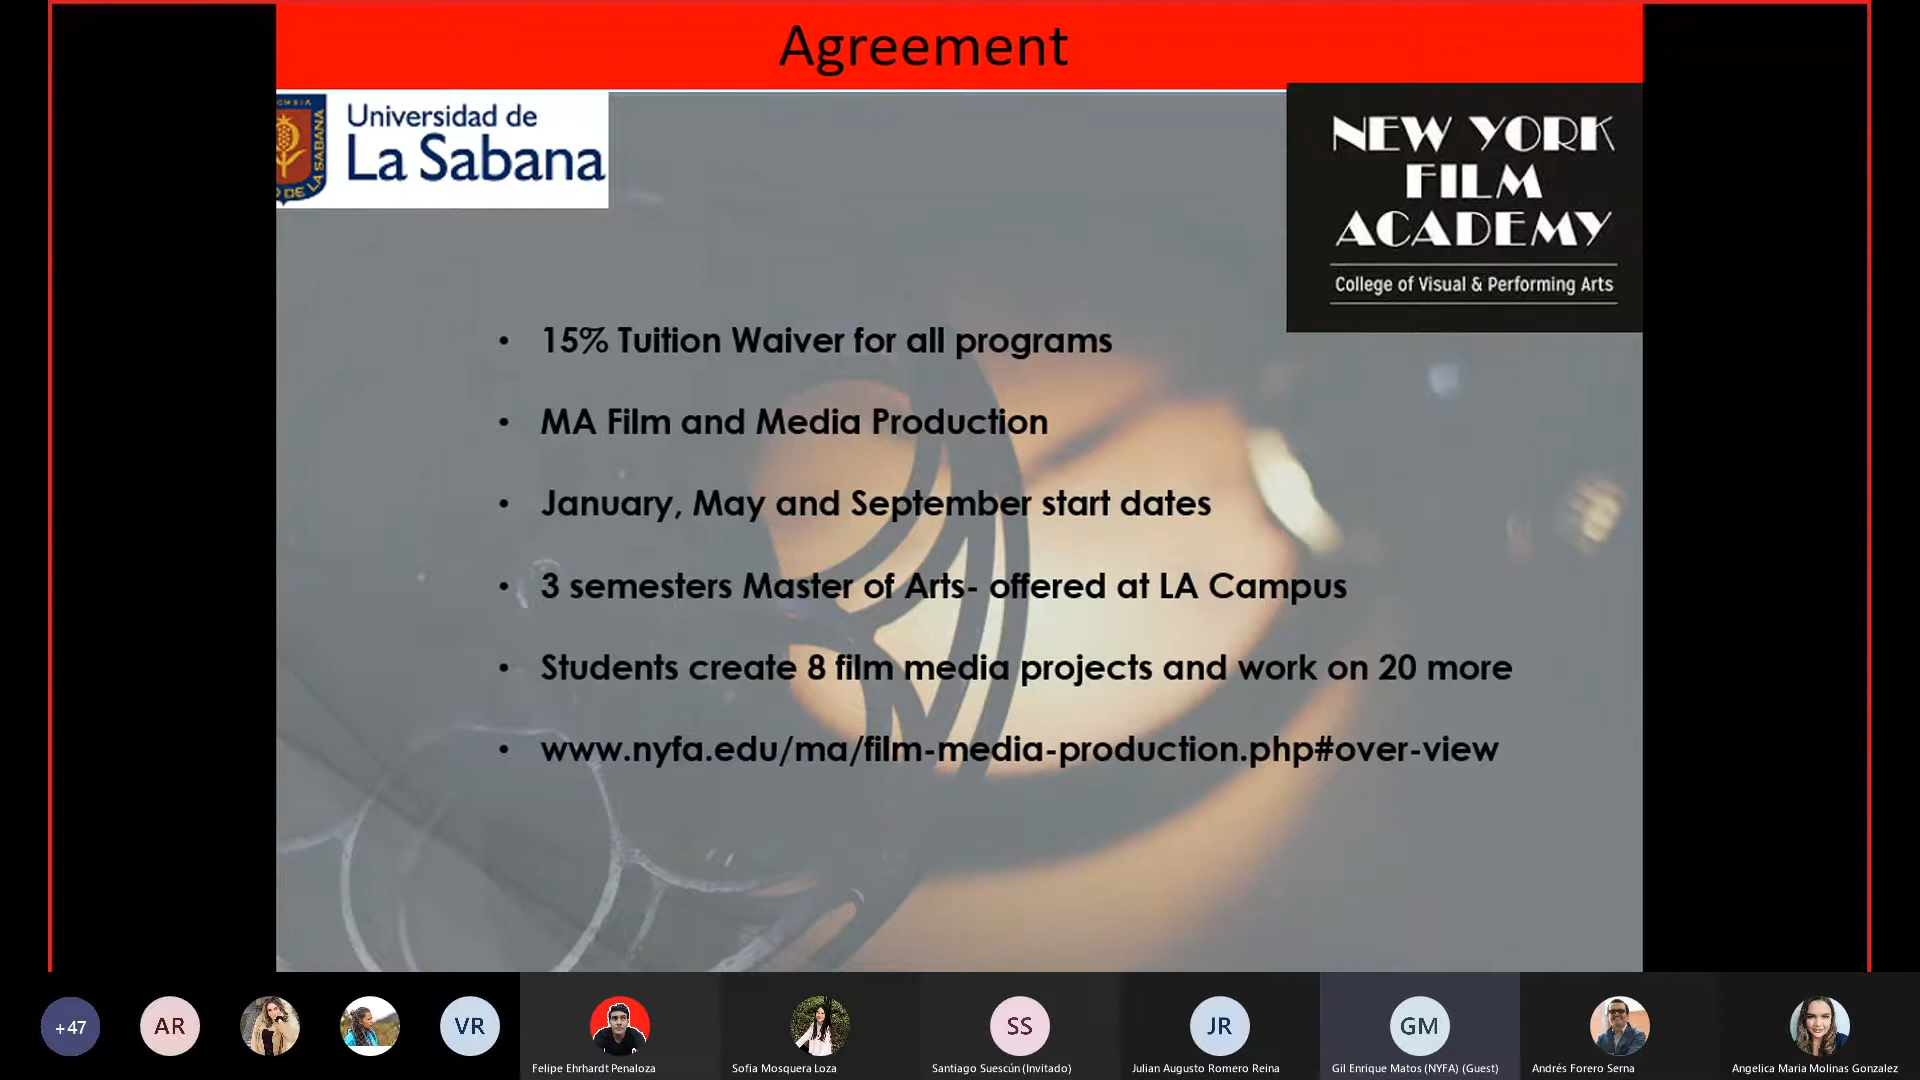 Agreement
Universidad de
La Sabana
DE LA SABANA
NEW YORK
FILM
ACADEMY
College of Visual & Performing Arts
• 15% Tuition Waiver for all programs
• MA Film and Media Production
• January, May and September start dates
• 3 semesters Master of Arts- offered at LA Campus
• Students create 8 film media projects and work on 20 more
• www.nyfa.edu/ma/film-media-production.php#over-view
+47
AR
VR
SS
JR
GM
Felipe Ehrhardt Penaloza
Sofia Mosquera Loza
Santiago Suescún (Invitado)
Julian Augusto Romero Reina
Gil Enrique Matos (NYFA) (Guest)
Andrés Forero Serna
Angelica Maria Molinas Gonzalez